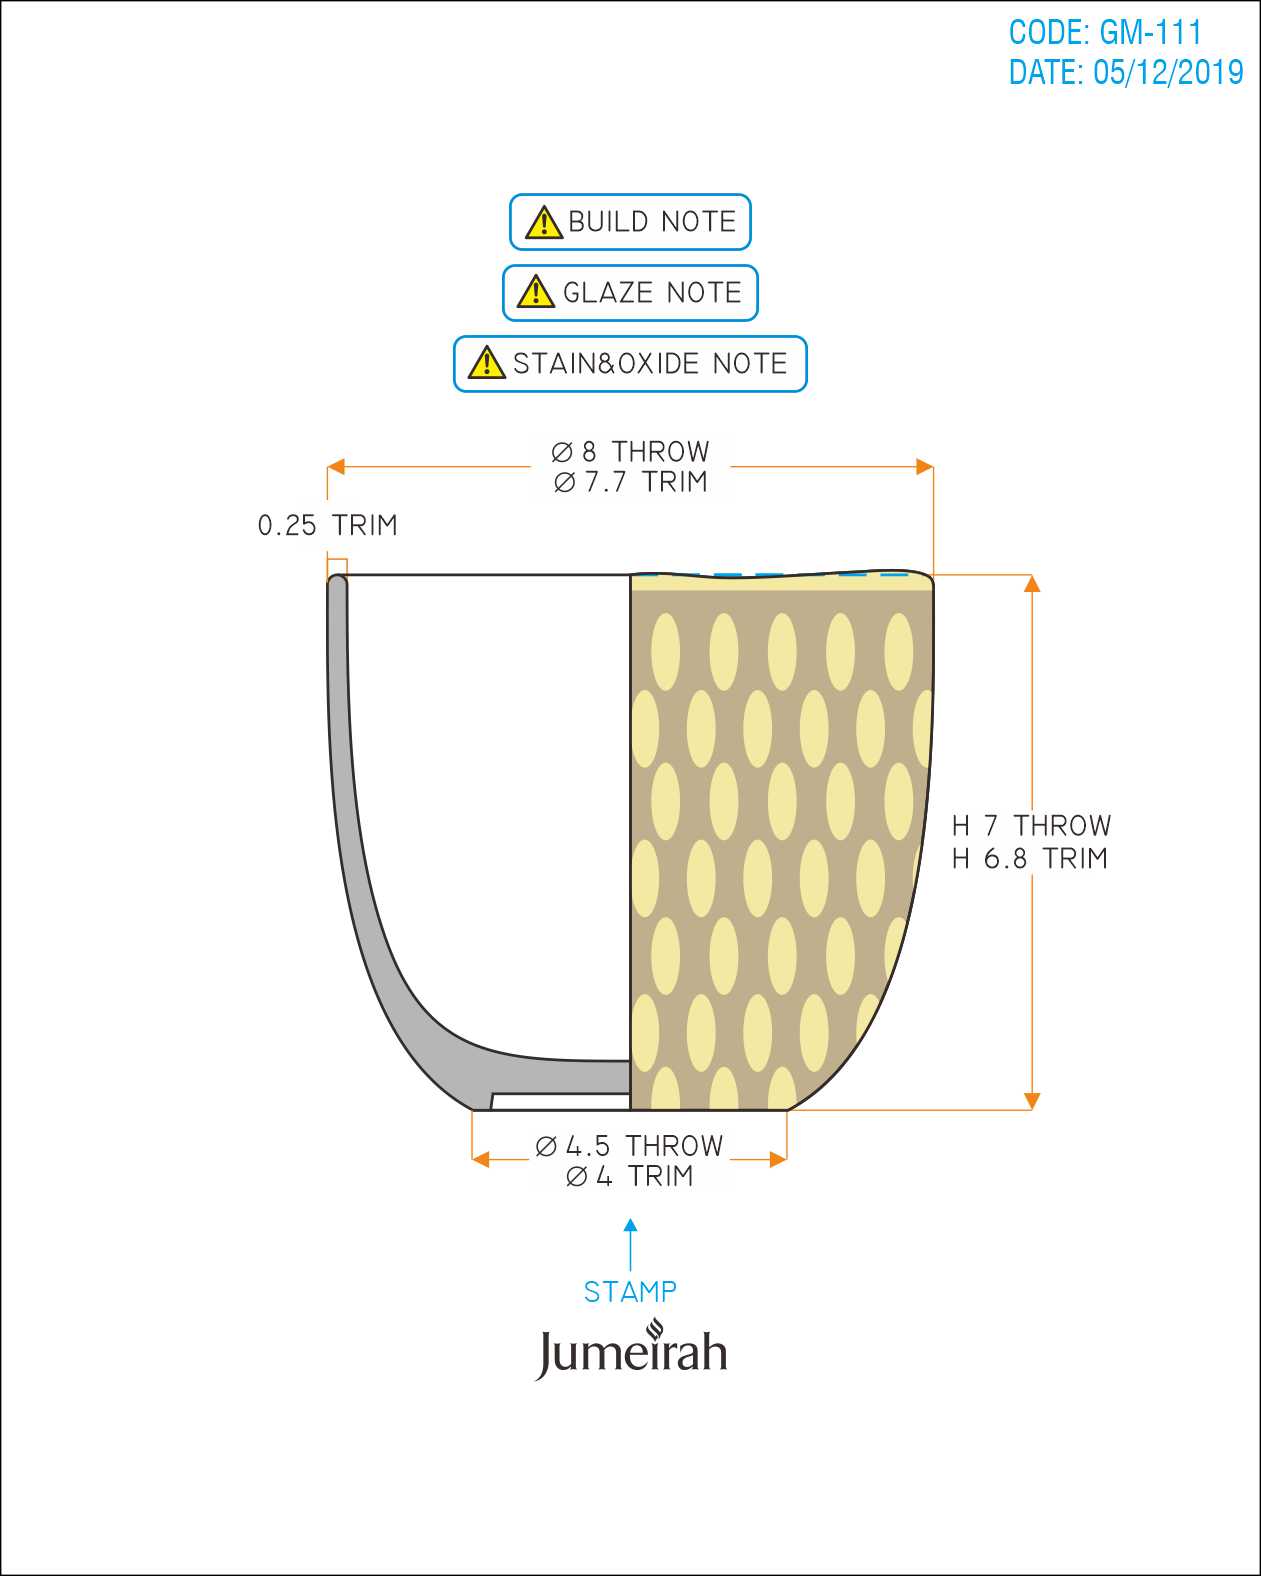 CODE: GM-111
DATE: 05/12/2019
BUILD NOTE
GLAZE NOTE
STAIN&OXIDE NOTE
Ø 8 THROW
Ø 7.7 TRIM
0.25 TRIM
H 7 THROW
H 6.8 TRIM
Ø 4.5 THROW
Ø 4 TRIM
STAMP
Jumeirah